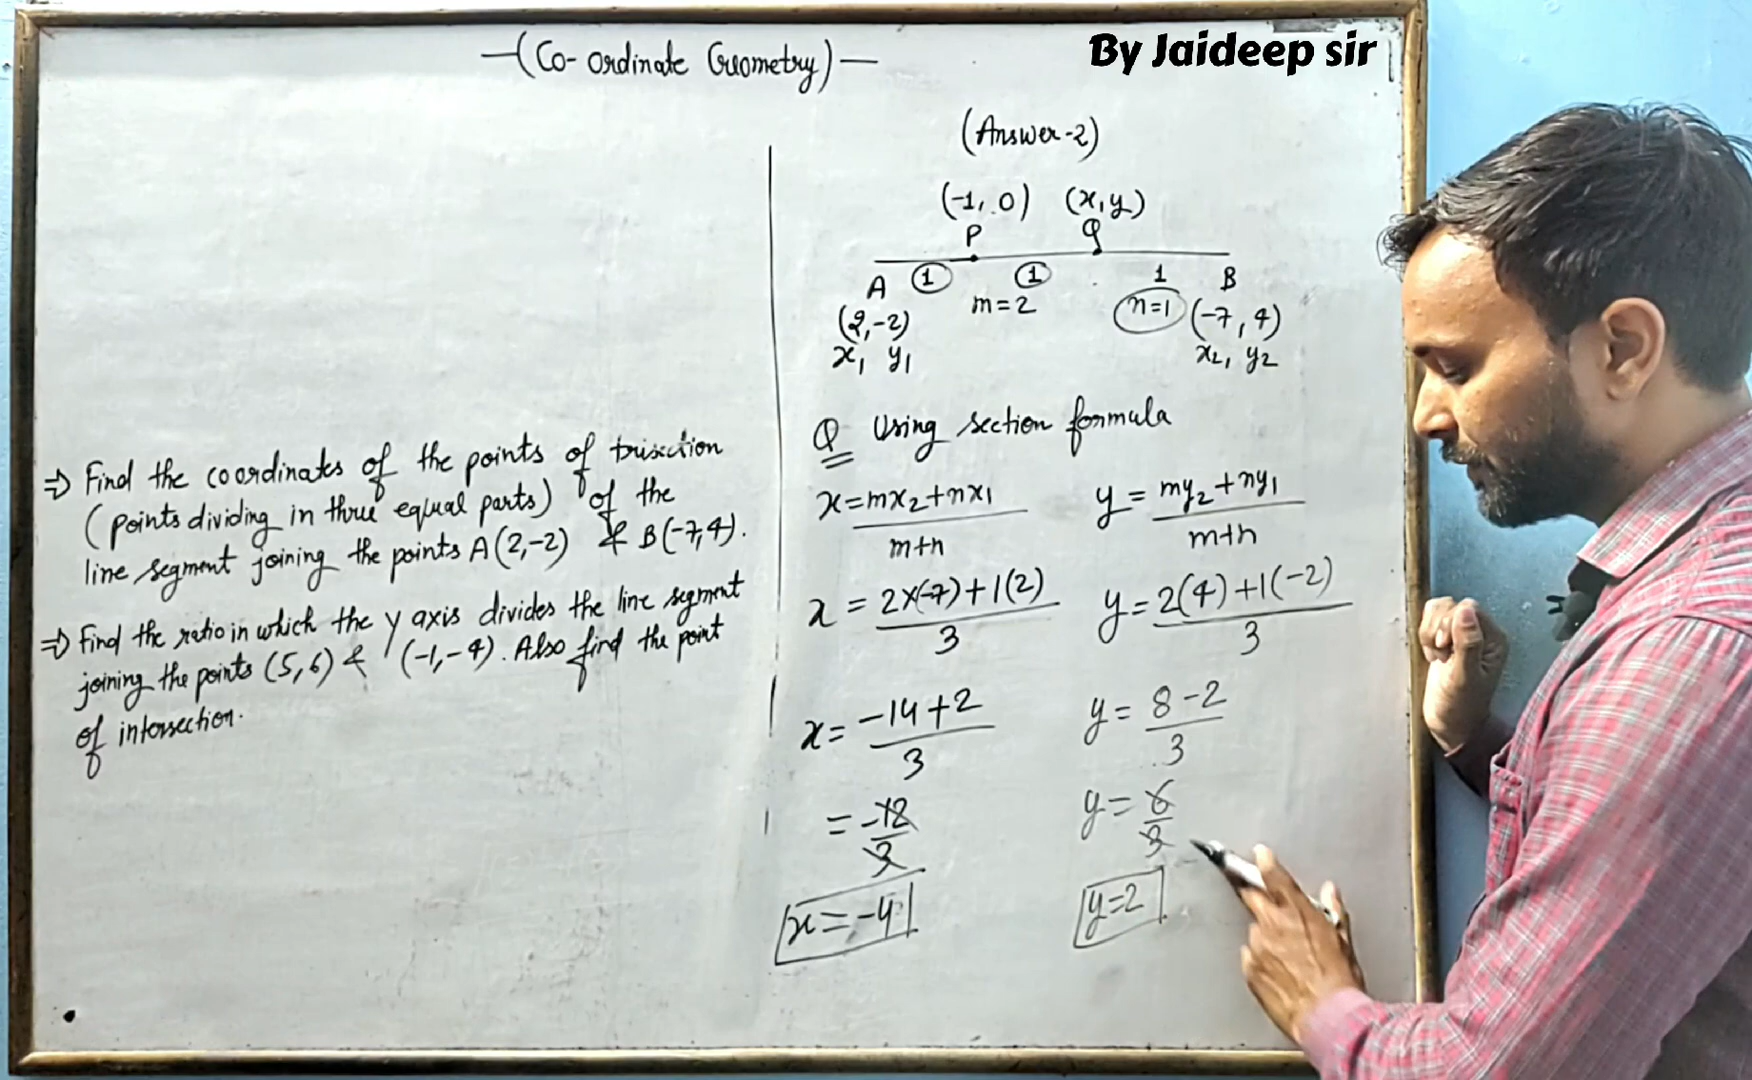 (Co-ordinate Geometry)
By Jaideep sir
⇒ Find the coordinates of the points of trisection
(points dividing in three equal parts) of the
line segment joining the points A(2,-2) & B(-7,4).
⇒ Find the ratio in which the y axis divides the line segment
joining the points (5,6) & (-1,-4). Also find the point
of intersection.
(Answer-2)
(-1, 0) (x,y)
P Q
A 1 1 1 B
m=2 n=1
(2,-2) (-7,4)
x₁ y₁ x₂, y₂
Q Using section formula
x = mx₂+nx₁ / m+n y = my₂+ny₁ / m+n
x = 2x(-7)+1(2) / 3 y = 2(4)+1(-2) / 3
x = -14+2 / 3 y = 8-2 / 3
= -12 / 3 y = 6 / 3
x = -4 y=2